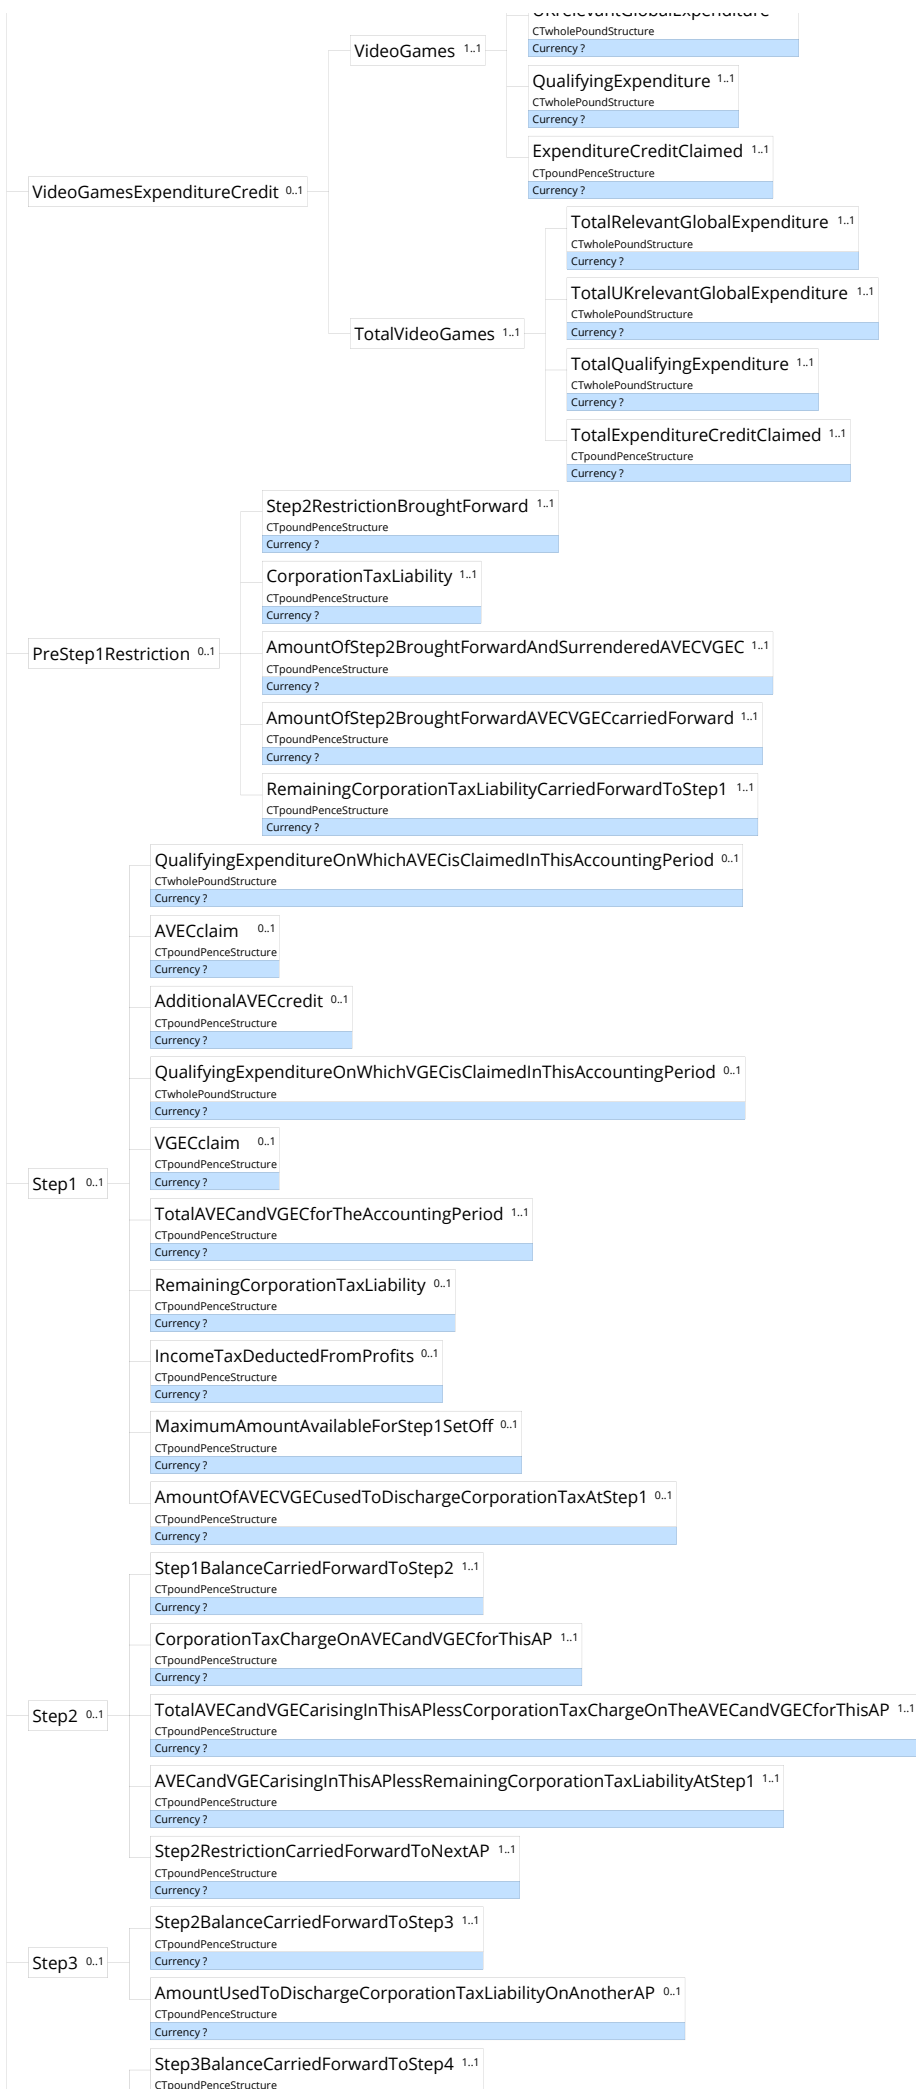 CTwholePoundStructure
Currency ?
VideoGames 1..1
QualifyingExpenditure 1..1
CTwholePoundStructure
Currency ?
ExpenditureCreditClaimed 1..1
CTpoundPenceStructure
Currency ?
VideoGamesExpenditureCredit 0..1
TotalRelevantGlobalExpenditure 1..1
CTwholePoundStructure
Currency ?
TotalUKrelevantGlobalExpenditure 1..1
CTwholePoundStructure
Currency ?
TotalVideoGames 1..1
TotalQualifyingExpenditure 1..1
CTwholePoundStructure
Currency ?
TotalExpenditureCreditClaimed 1..1
CTpoundPenceStructure
Currency ?
Step2RestrictionBroughtForward 1..1
CTpoundPenceStructure
Currency ?
CorporationTaxLiability 1..1
CTpoundPenceStructure
Currency ?
PreStep1Restriction 0..1
AmountOfStep2BroughtForwardAndSurrenderedAVECVGEC 1..1
CTpoundPenceStructure
Currency ?
AmountOfStep2BroughtForwardAVECVGECcarriedForward 1..1
CTpoundPenceStructure
Currency ?
RemainingCorporationTaxLiabilityCarriedForwardToStep1 1..1
CTpoundPenceStructure
Currency ?
QualifyingExpenditureOnWhichAVECisClaimedInThisAccountingPeriod 0..1
CTwholePoundStructure
Currency ?
AVECclaim 0..1
CTpoundPenceStructure
Currency ?
AdditionalAVECcredit 0..1
CTpoundPenceStructure
Currency ?
QualifyingExpenditureOnWhichVGECisClaimedInThisAccountingPeriod 0..1
CTwholePoundStructure
Currency ?
VGECclaim 0..1
CTpoundPenceStructure
Currency ?
Step1 0..1
TotalAVECandVGECforTheAccountingPeriod 1..1
CTpoundPenceStructure
Currency ?
RemainingCorporationTaxLiability 0..1
CTpoundPenceStructure
Currency ?
IncomeTaxDeductedFromProfits 0..1
CTpoundPenceStructure
Currency ?
MaximumAmountAvailableForStep1SetOff 0..1
CTpoundPenceStructure
Currency ?
AmountOfAVECVGECusedToDischargeCorporationTaxAtStep1 0..1
CTpoundPenceStructure
Currency ?
Step1BalanceCarriedForwardToStep2 1..1
CTpoundPenceStructure
Currency ?
CorporationTaxChargeOnAVECandVGECforThisAP 1..1
CTpoundPenceStructure
Currency ?
Step2 0..1
TotalAVECandVGECarisingInThisAPlessCorporationTaxChargeOnTheAVECandVGECforThisAP 1..1
CTpoundPenceStructure
Currency ?
AVECandVGECarisingInThisAPlessRemainingCorporationTaxLiabilityAtStep1 1..1
CTpoundPenceStructure
Currency ?
Step2RestrictionCarriedForwardToNextAP 1..1
CTpoundPenceStructure
Currency ?
Step2BalanceCarriedForwardToStep3 1..1
CTpoundPenceStructure
Currency ?
Step3 0..1
AmountUsedToDischargeCorporationTaxLiabilityOnAnotherAP 0..1
CTpoundPenceStructure
Currency ?
Step3BalanceCarriedForwardToStep4 1..1
CTpoundPenceStructure